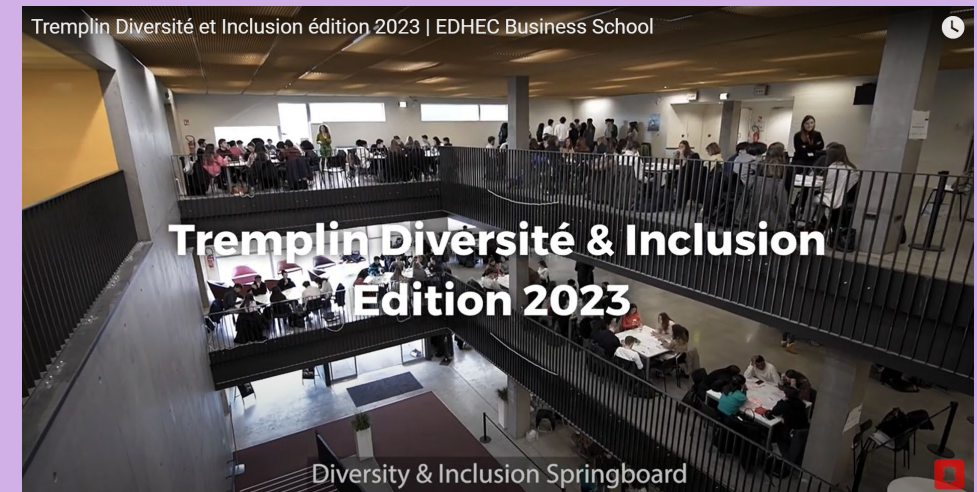 Tremplin Diversité et Inclusion édition 2023 | EDHEC Business School
Tremplin Diversité & Inclusion
Edition 2023
Diversity & Inclusion Springboard